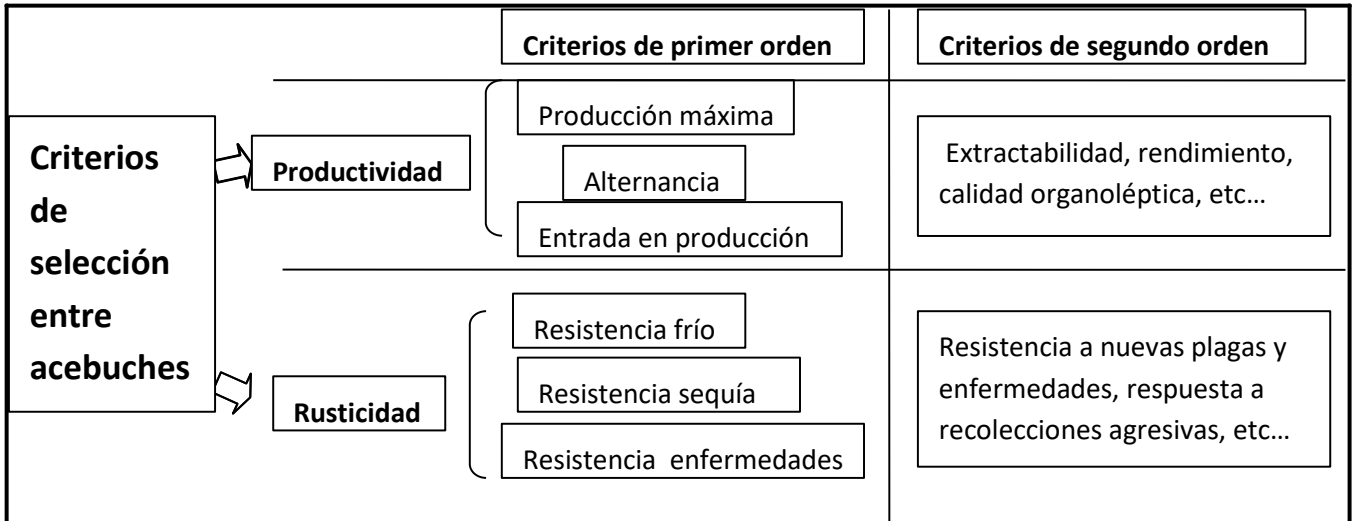 Criterios de primer orden
Criterios de segundo orden
Criterios
de
selección
entre
acebuches
Productividad
Producción máxima
Alternancia
Entrada en producción
Extractabilidad, rendimiento,
calidad organoléptica, etc…
Rusticidad
Resistencia frío
Resistencia sequía
Resistencia enfermedades
Resistencia a nuevas plagas y
enfermedades, respuesta a
recolecciones agresivas, etc…